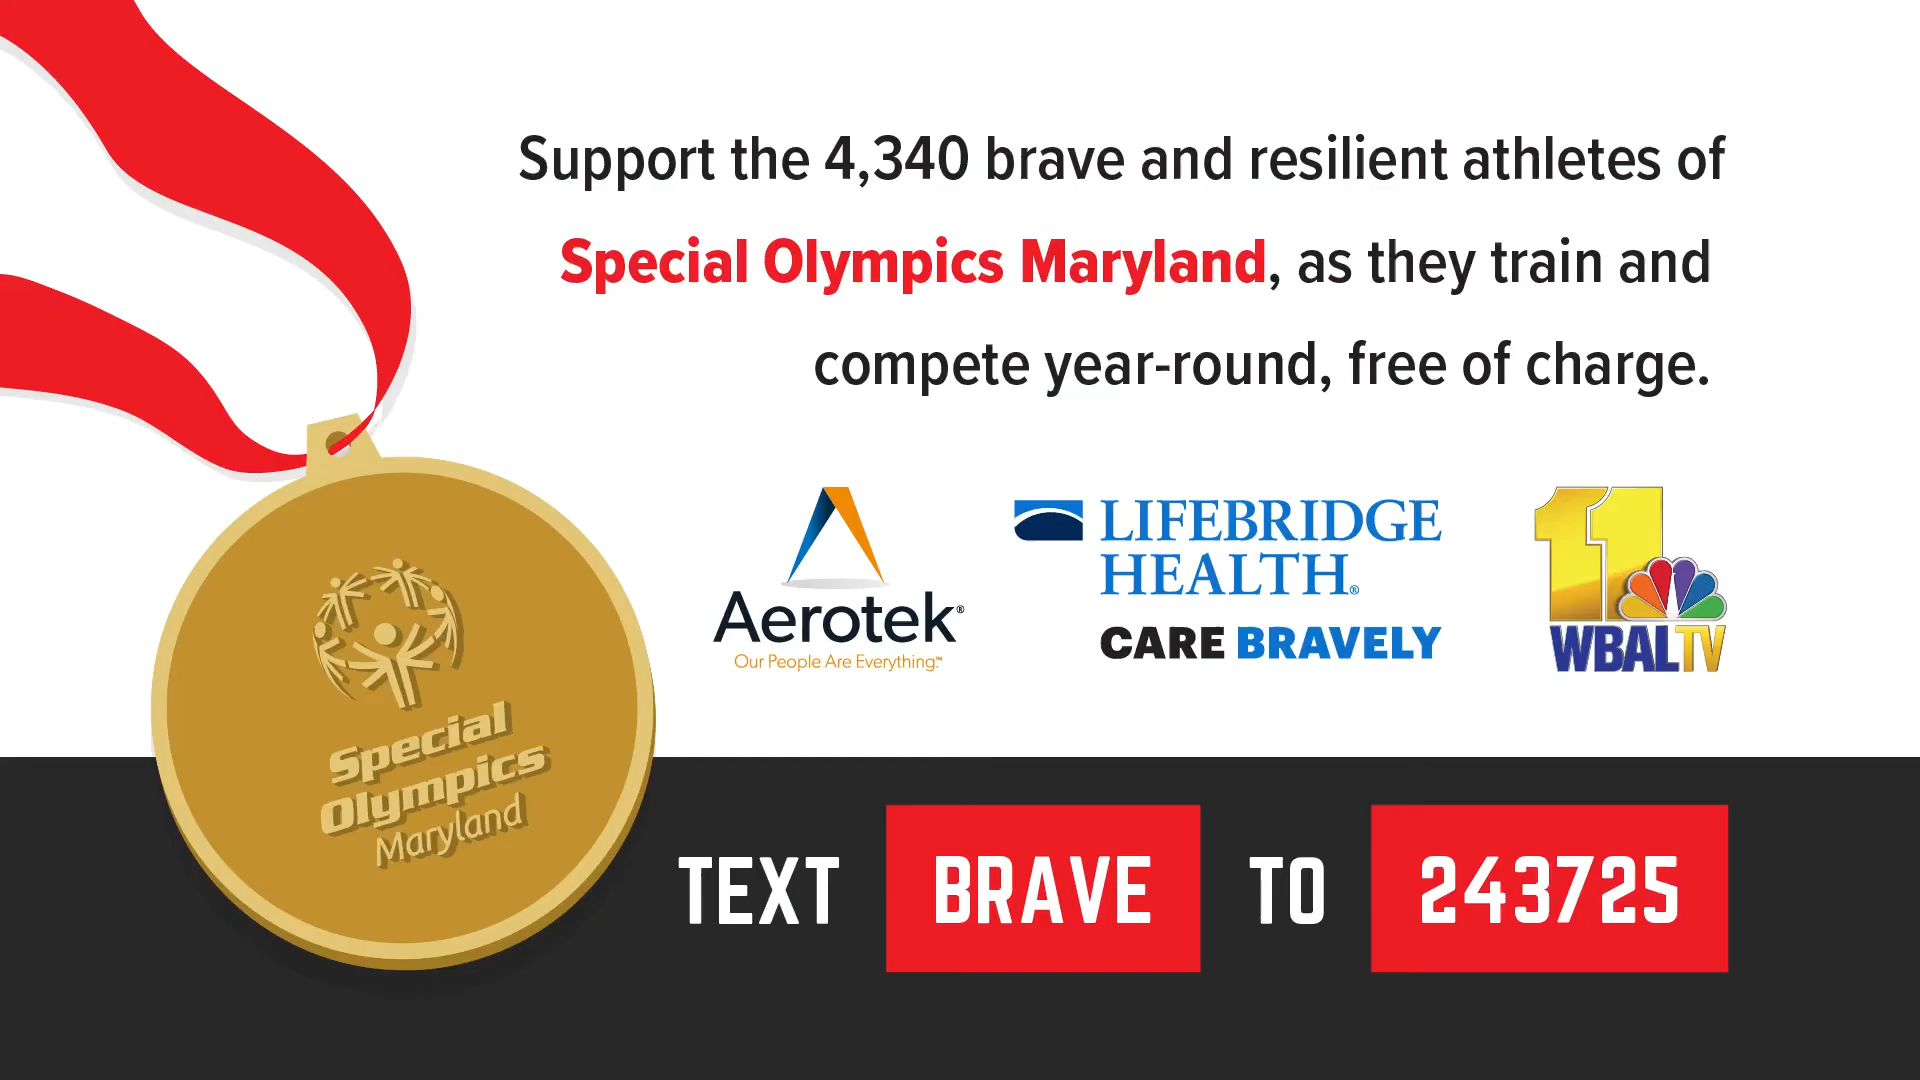 Support the 4,340 brave and resilient athletes of
Special Olympics Maryland, as they train and
compete year-round, free of charge.
Aerotek®
Our People Are Everything.™
LIFEBRIDGE
HEALTH®
CARE BRAVELY
11
WBALTV
Special
Olympics
Maryland
TEXT BRAVE TO 243725